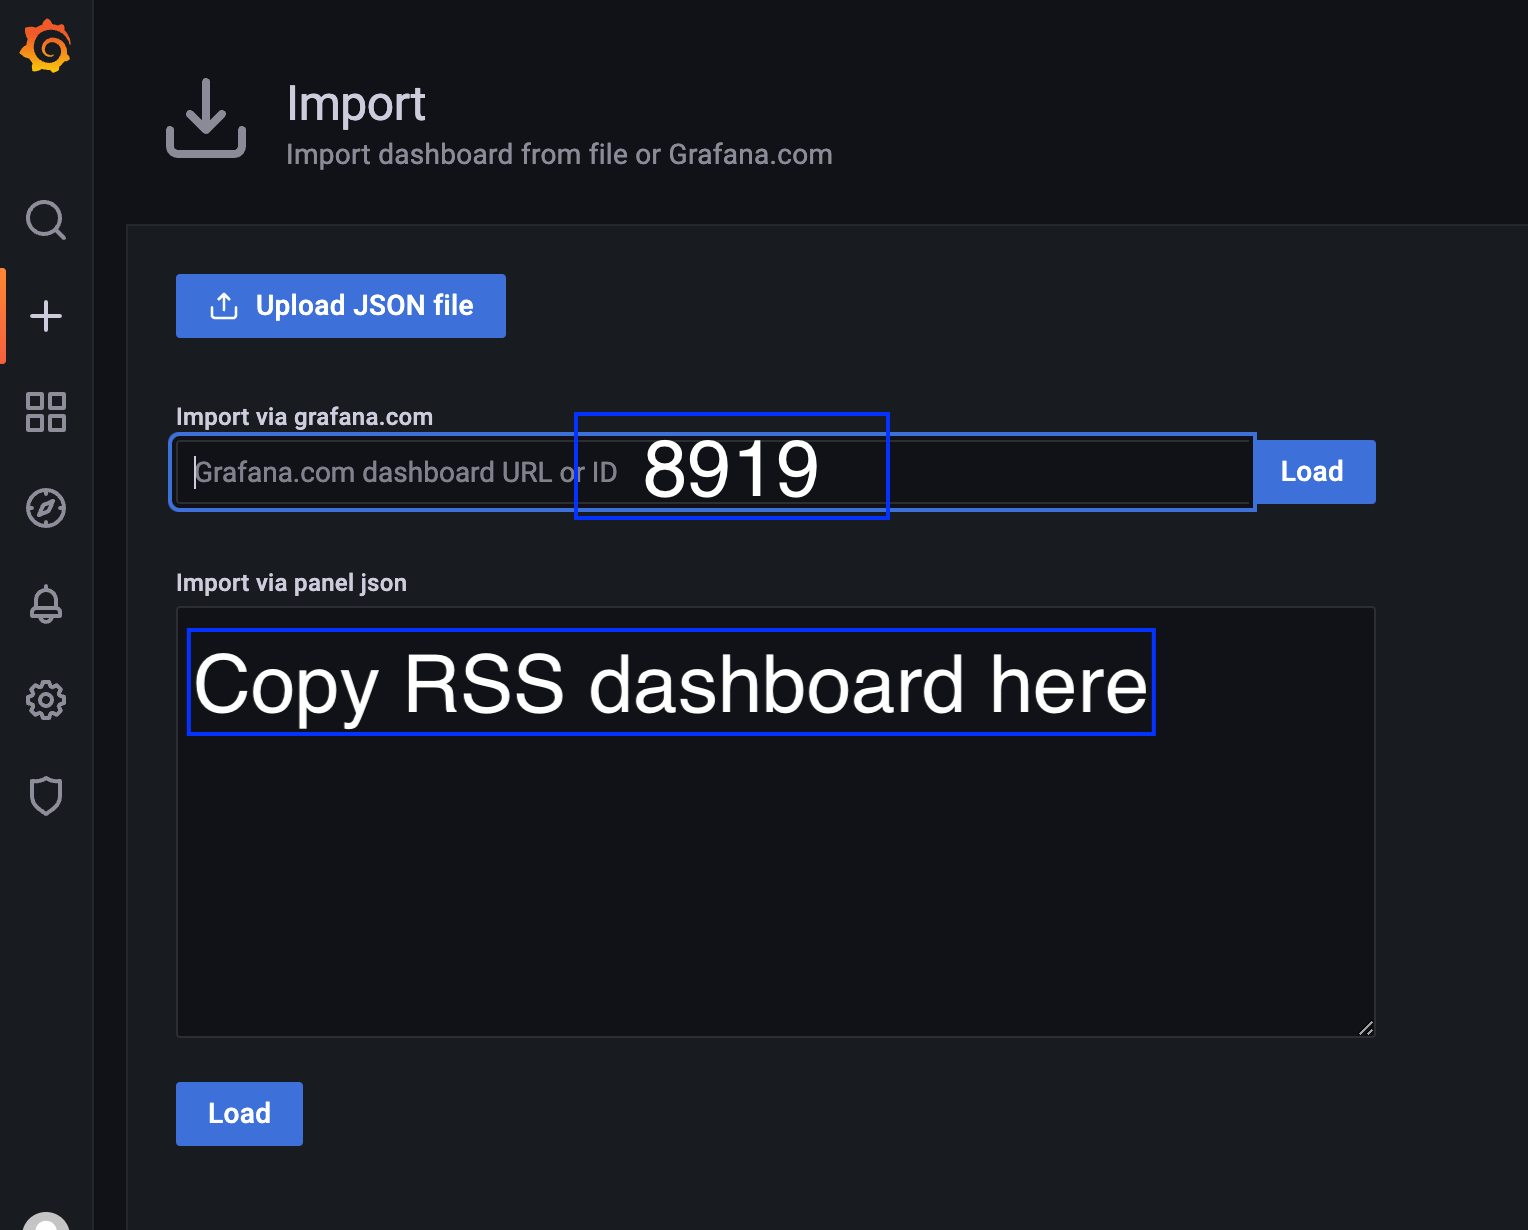 Import
Import dashboard from file or Grafana.com
Upload JSON file
Import via grafana.com
Grafana.com dashboard URL or ID
8919
Load
Import via panel json
Copy RSS dashboard here
Load